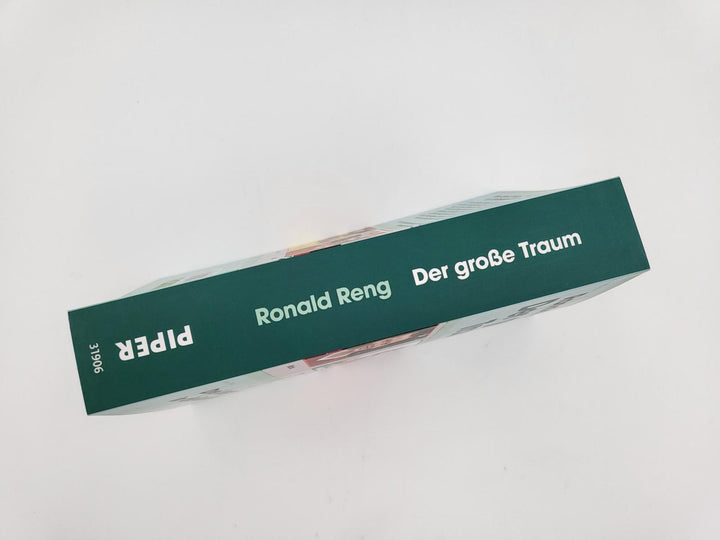 Ronald Reng Der große Traum
PIPER
31906